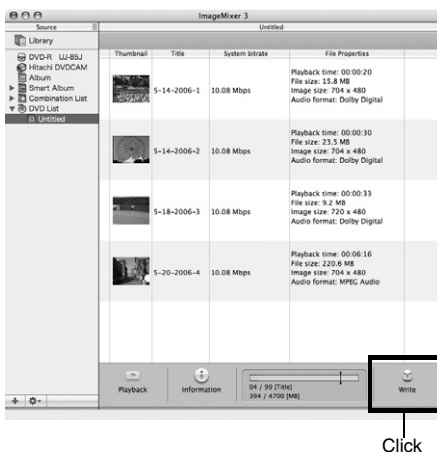 ImageMixer 3
Source
Untitled
Library
DVD-R UJ-85J
Hitachi DVDCAM
Album
Smart Album
Combination List
DVD List
Untitled
Thumbnail Title System bitrate File Properties
5-14-2006-1 10.08 Mbps
Playback time: 00:00:20
File size: 15.8 MB
Image size: 704 x 480
Audio format: Dolby Digital
5-14-2006-2 10.08 Mbps
Playback time: 00:00:30
File size: 23.5 MB
Image size: 704 x 480
Audio format: Dolby Digital
5-18-2006-3 10.08 Mbps
Playback time: 00:00:33
File size: 9.2 MB
Image size: 720 x 480
Audio format: Dolby Digital
5-20-2006-4 10.08 Mbps
Playback time: 00:06:16
File size: 220.6 MB
Image size: 704 x 480
Audio format: MPEG Audio
Playback
Information
04 / 99 [Title]
394 / 4700 [MB]
Write
Click